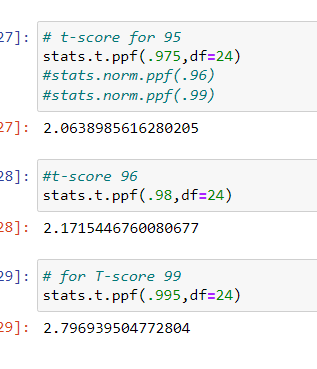 27]: # t-score for 95
stats.t.ppf(.975,df=24)
#stats.norm.ppf(.96)
#stats.norm.ppf(.99)
27]: 2.0638985616280205
28]: #t-score 96
stats.t.ppf(.98,df=24)
28]: 2.1715446760080677
29]: # for T-score 99
stats.t.ppf(.995,df=24)
29]: 2.796939504772804